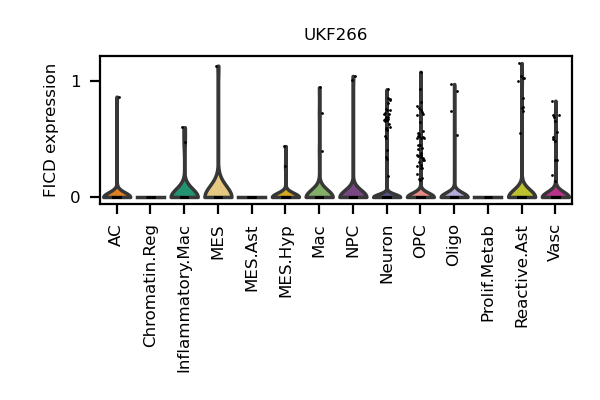 UKF266
FICD expression
1
0
AC
Chromatin.Reg
Inflammatory.Mac
MES
MES.Ast
MES.Hyp
Mac
NPC
Neuron
OPC
Oligo
Prolif.Metab
Reactive.Ast
Vasc